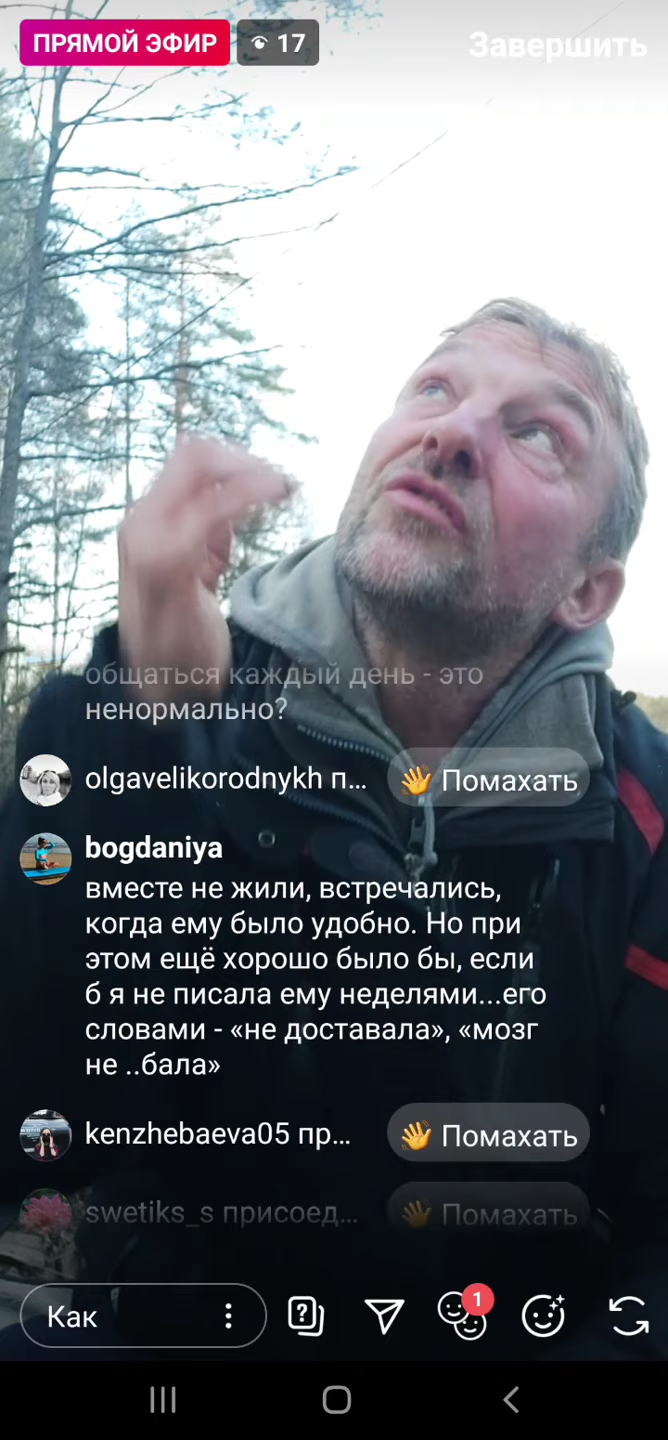 ПРЯМОЙ ЭФИР 17 Завершить
общаться каждый день - это
ненормально?
olgavelikorodnykh п... Помахать
bogdaniya
вместе не жили, встречались,
когда ему было удобно. Но при
этом ещё хорошо было бы, если
б я не писала ему неделями...его
словами - «не доставала», «мозг
не ..бала»
kenzhebaeva05 пр... Помахать
swetiks_s присоед... Помахать
Как 1